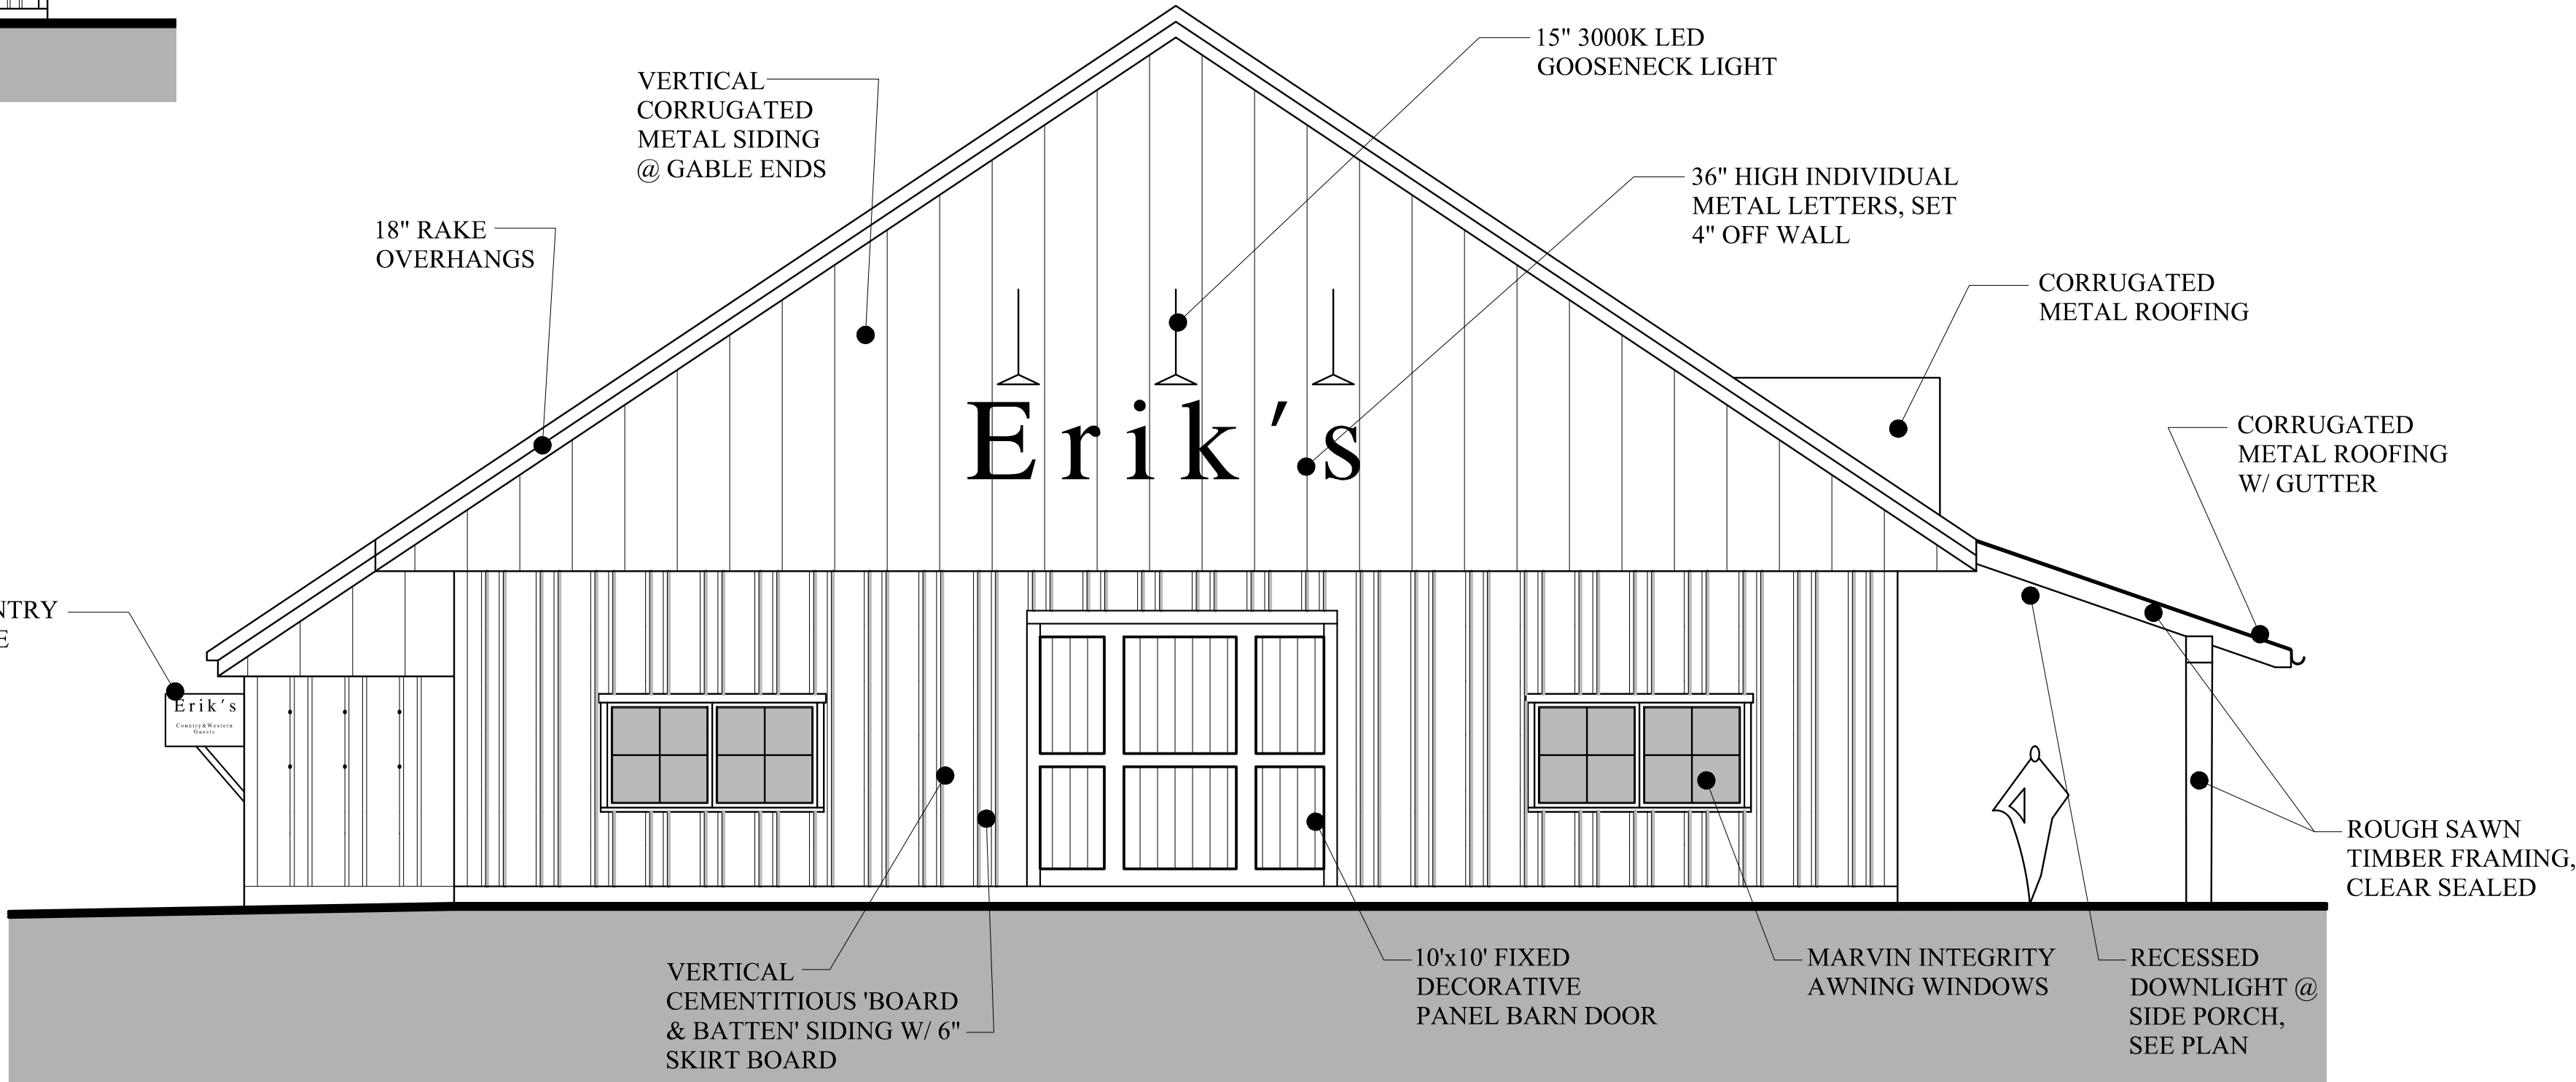 15" 3000K LED
GOOSENECK LIGHT
VERTICAL
CORRUGATED
METAL SIDING
@ GABLE ENDS
36" HIGH INDIVIDUAL
METAL LETTERS, SET
4" OFF WALL
18" RAKE
OVERHANGS
CORRUGATED
METAL ROOFING
Erik's
CORRUGATED
METAL ROOFING
W/ GUTTER
Erik's
Country&Western
Guests
ROUGH SAWN
TIMBER FRAMING,
CLEAR SEALED
VERTICAL
CEMENTITIOUS 'BOARD
& BATTEN' SIDING W/ 6"
SKIRT BOARD
10'x10' FIXED
DECORATIVE
PANEL BARN DOOR
MARVIN INTEGRITY
AWNING WINDOWS
RECESSED
DOWNLIGHT @
SIDE PORCH,
SEE PLAN